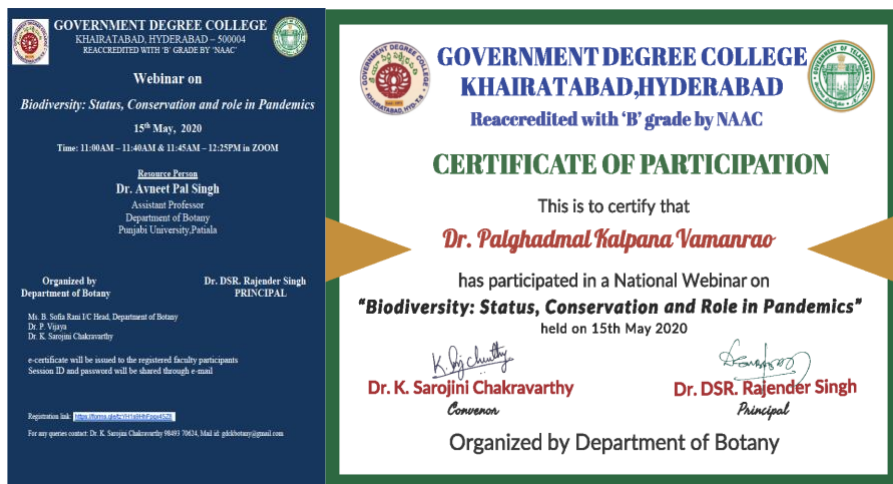 GOVERNMENT DEGREE COLLEGE
KHAIRATABAD, HYDERABAD – 500004
REACCREDITED WITH 'B' GRADE BY 'NAAC'
Webinar on
Biodiversity: Status, Conservation and role in Pandemics
15th May, 2020
Time: 11:00AM – 11:40AM & 11:45AM – 12:25PM in ZOOM
Resource Person
Dr. Avneet Pal Singh
Assistant Professor
Department of Botany
Punjabi University,Patiala
Organized by
Department of Botany
Dr. DSR. Rajender Singh
PRINCIPAL
Ms. B. Sofia Rani I/C Head, Department of Botany
Dr. P. Vijaya
Dr. K. Sarojini Chakravarthy
e-certificate will be issued to the registered faculty participants
Session ID and password will be shared through e-mail
Registration link:
For any queries contact: Dr. K. Sarojini Chakravarthy 98493 70624, Mail id: gdckbotany@gmail.com
GOVERNMENT DEGREE COLLEGE
KHAIRATABAD,HYDERABAD
Reaccredited with 'B' grade by NAAC
CERTIFICATE OF PARTICIPATION
This is to certify that
Dr. Palghadmal Kalpana Vamanrao
has participated in a National Webinar on
"Biodiversity: Status, Conservation and Role in Pandemics"
held on 15th May 2020
Dr. K. Sarojini Chakravarthy
Convenor
Dr. DSR. Rajender Singh
Principal
Organized by Department of Botany